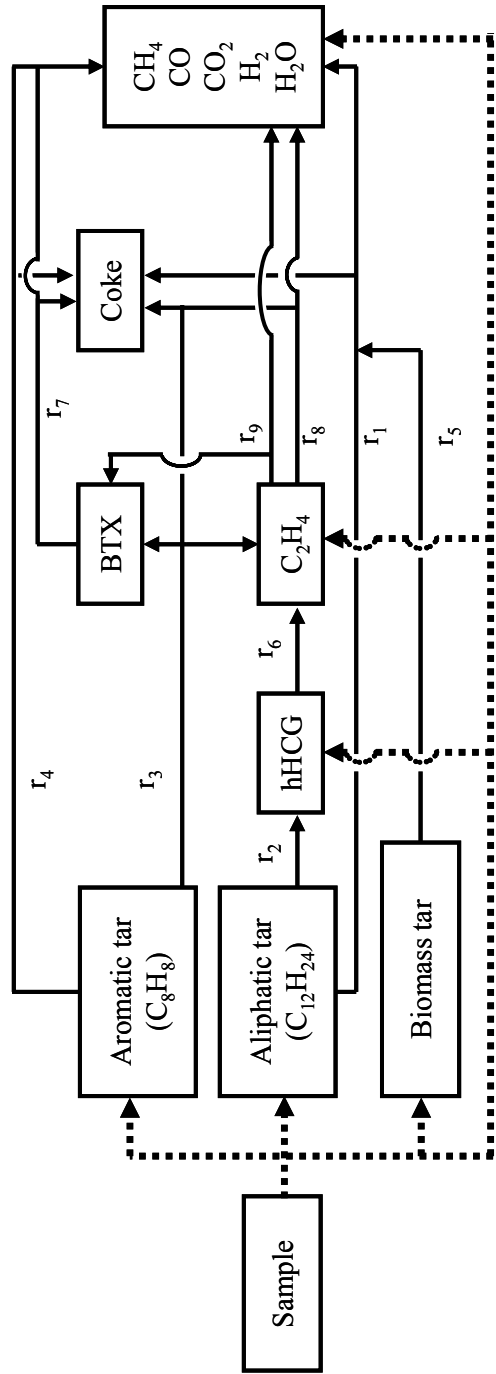 Sample
Aromatic tar
(C₈H₈)
Aliphatic tar
(C₁₂H₂₄)
Biomass tar
r₄
r₃
r₂
hHCG
r₆
BTX
C₂H₄
r₇
r₉
r₈
r₁
r₅
Coke
CH₄
CO
CO₂
H₂
H₂O